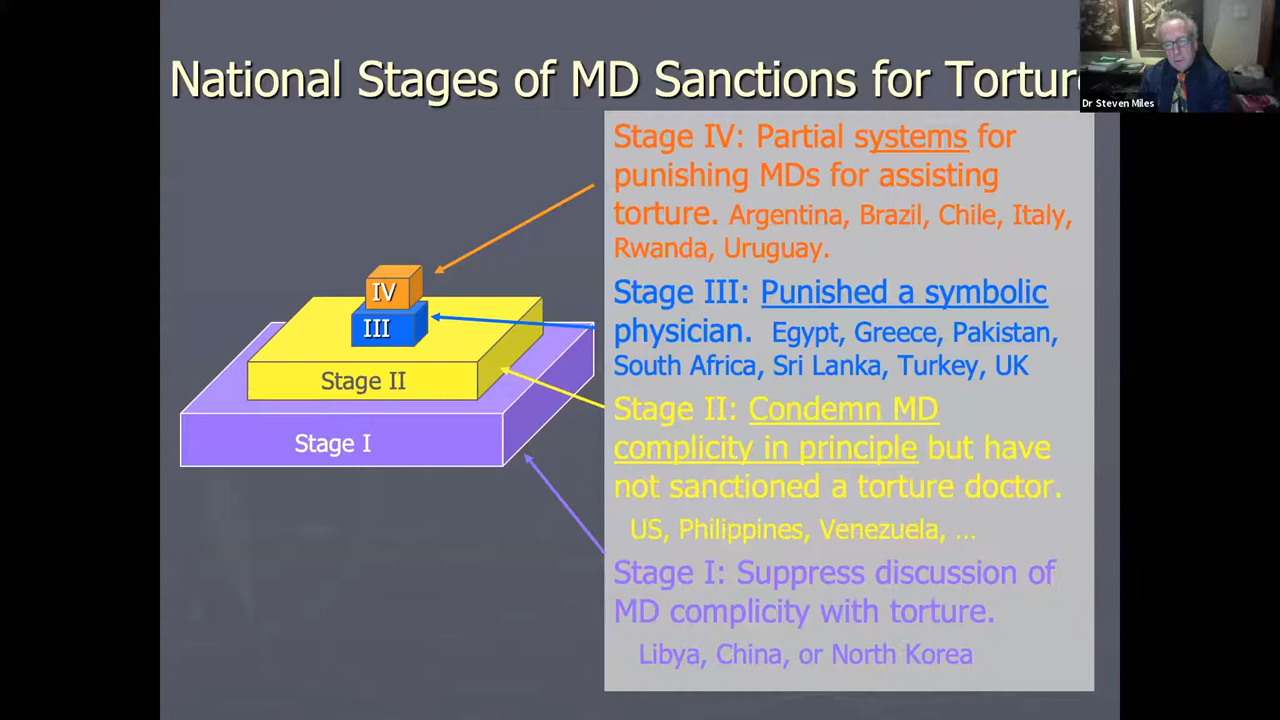 National Stages of MD Sanctions for Tortur
Dr Steven Miles
Stage IV: Partial systems for
punishing MDs for assisting
torture. Argentina, Brazil, Chile, Italy,
Rwanda, Uruguay.
Stage III: Punished a symbolic
physician. Egypt, Greece, Pakistan,
South Africa, Sri Lanka, Turkey, UK
Stage II: Condemn MD
complicity in principle but have
not sanctioned a torture doctor.
US, Philippines, Venezuela, ...
Stage I: Suppress discussion of
MD complicity with torture.
Libya, China, or North Korea
IV
III
Stage II
Stage I